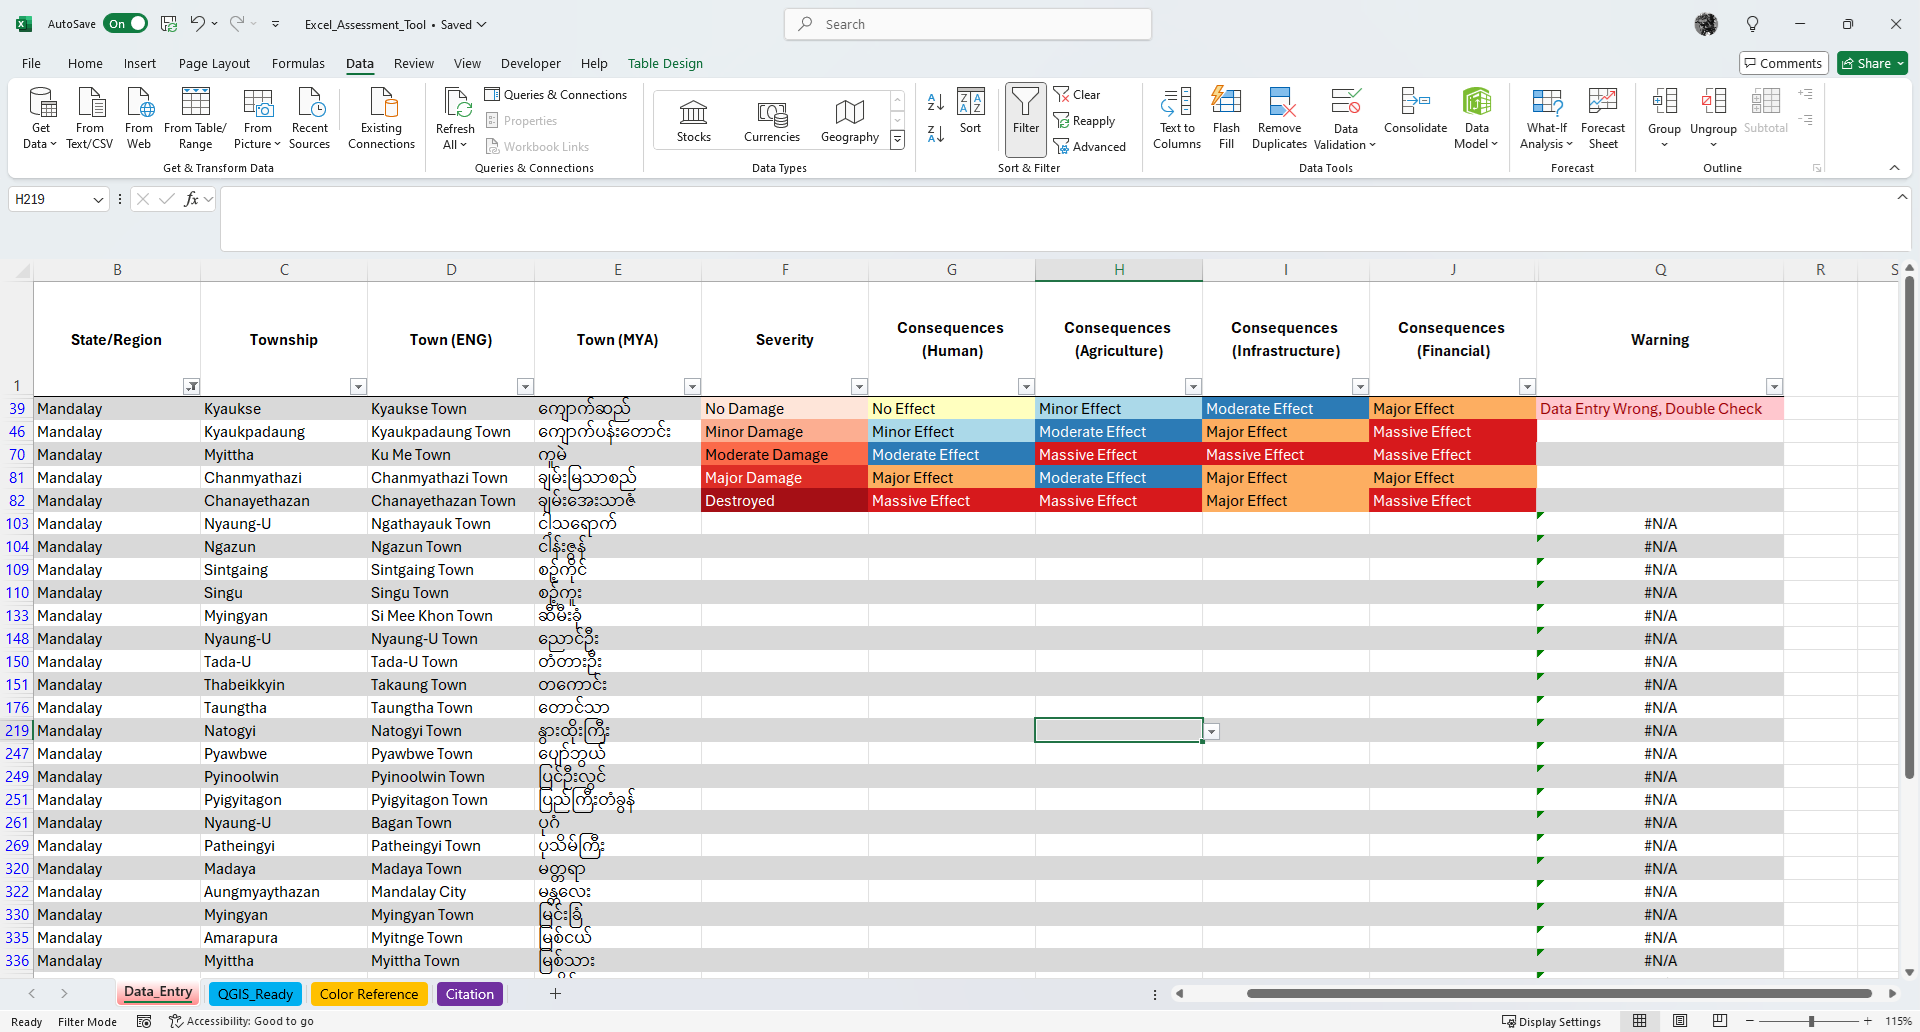 AutoSave On Excel_Assessment_Tool • Saved Search
File Home Insert Page Layout Formulas Data Review View Developer Help Table Design Comments Share
Get Data From Text/CSV From Web From Table/Range From Picture Recent Sources Existing Connections
Get & Transform Data
Refresh All Queries & Connections Properties Workbook Links
Queries & Connections
Stocks Currencies Geography
Data Types
Sort Filter Clear Reapply Advanced
Sort & Filter
Text to Columns Flash Fill Remove Duplicates Data Validation Consolidate Data Model
Data Tools
What-If Analysis Forecast Sheet
Forecast
Group Ungroup Subtotal
Outline
H219 fx
B C D E F G H I J Q R S
1 State/Region Township Town (ENG) Town (MYA) Severity Consequences (Human) Consequences (Agriculture) Consequences (Infrastructure) Consequences (Financial) Warning
39 Mandalay Kyaukse Kyaukse Town ကျောက်ဆည် No Damage No Effect Minor Effect Moderate Effect Major Effect Data Entry Wrong, Double Check
46 Mandalay Kyaukpadaung Kyaukpadaung Town ကျောက်ပန်းတောင်း Minor Damage Minor Effect Moderate Effect Major Effect Massive Effect
70 Mandalay Myittha Ku Me Town ကူမဲ Moderate Damage Moderate Effect Massive Effect Massive Effect Massive Effect
81 Mandalay Chanmyathazi Chanmyathazi Town ချမ်းမြသာစည် Major Damage Major Effect Moderate Effect Major Effect Major Effect
82 Mandalay Chanayethazan Chanayethazan Town ချမ်းအေးသာဇံ Destroyed Massive Effect Massive Effect Major Effect Massive Effect
103 Mandalay Nyaung-U Ngathayauk Town ငါ့သရောက် #N/A
104 Mandalay Ngazun Ngazun Town ငါန်းဇွန် #N/A
109 Mandalay Sintgaing Sintgaing Town စဉ့်ကိုင် #N/A
110 Mandalay Singu Singu Town စဉ့်ကူး #N/A
133 Mandalay Myingyan Si Mee Khon Town ဆီမီးခုံ #N/A
148 Mandalay Nyaung-U Nyaung-U Town ညောင်ဦး #N/A
150 Mandalay Tada-U Tada-U Town တံတားဦး #N/A
151 Mandalay Thabeikkyin Takaung Town တကောင်း #N/A
176 Mandalay Taungtha Taungtha Town တောင်သာ #N/A
219 Mandalay Natogyi Natogyi Town နွားထိုးကြီး #N/A
247 Mandalay Pyawbwe Pyawbwe Town ပျော်ဘွယ် #N/A
249 Mandalay Pyinoolwin Pyinoolwin Town ပြင်ဦးလွင် #N/A
251 Mandalay Pyigyitagon Pyigyitagon Town ပြည်ကြီးတံခွန် #N/A
261 Mandalay Nyaung-U Bagan Town ပုဂံ #N/A
269 Mandalay Patheingyi Patheingyi Town ပုသိမ်ကြီး #N/A
320 Mandalay Madaya Madaya Town မတ္တရာ #N/A
322 Mandalay Aungmyaythazan Mandalay City မန္တလေး #N/A
330 Mandalay Myingyan Myingyan Town မြင်းခြံ #N/A
335 Mandalay Amarapura Myitnge Town မြစ်ငယ် #N/A
336 Mandalay Myittha Myittha Town မြစ်သား #N/A
Data_Entry QGIS_Ready Color Reference Citation
Ready Filter Mode Accessibility: Good to go Display Settings 115%